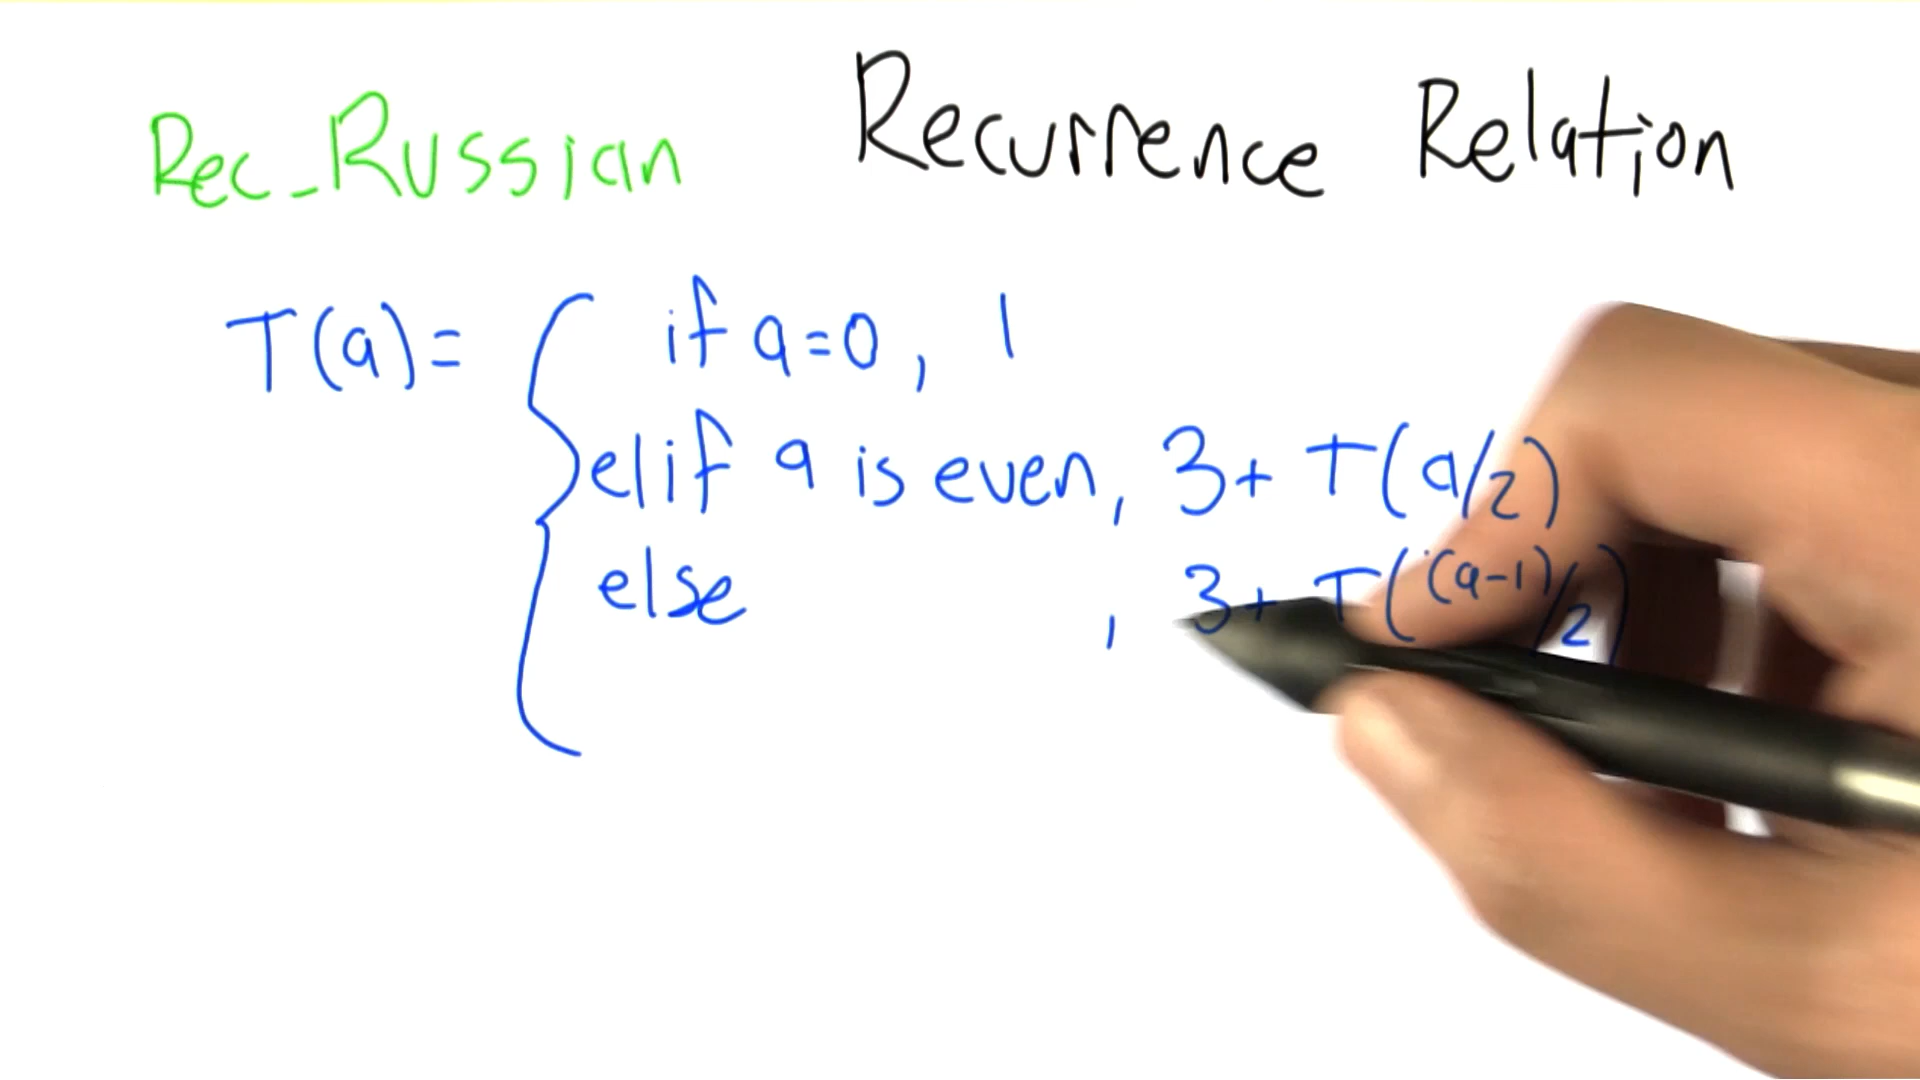 Rec_Russian Recurrence Relation
T(a)= { if a=0, 1
elif a is even, 3+ T(a/2)
else , 3+ T((a-1)/2)